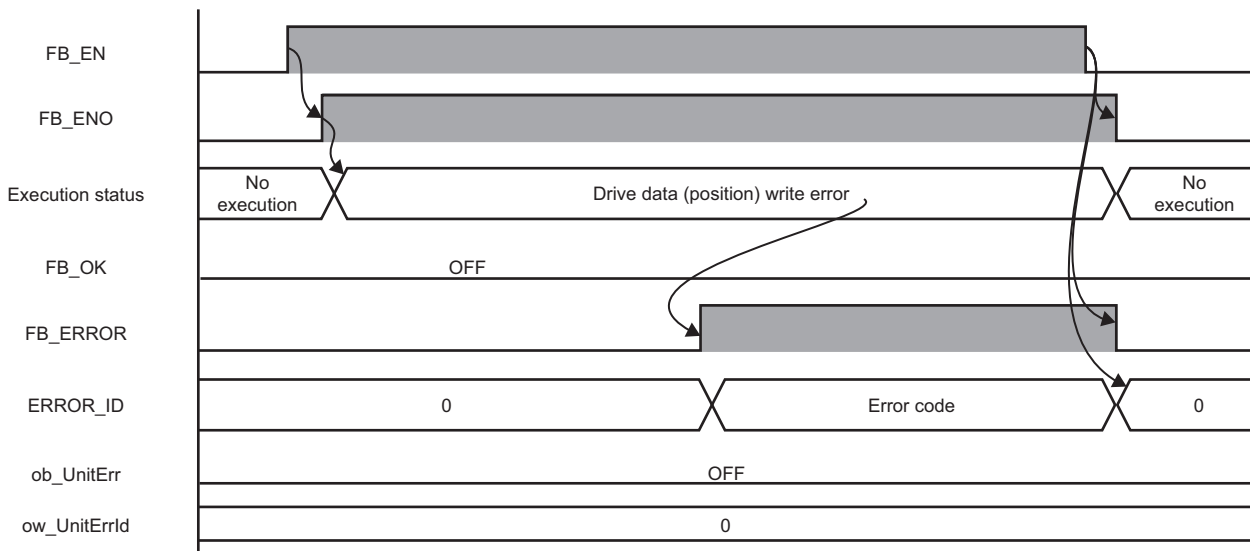 FB_EN
FB_ENO
Execution status
No
execution
Drive data (position) write error
No
execution
FB_OK
OFF
FB_ERROR
ERROR_ID
0
Error code
0
ob_UnitErr
OFF
ow_UnitErrId
0